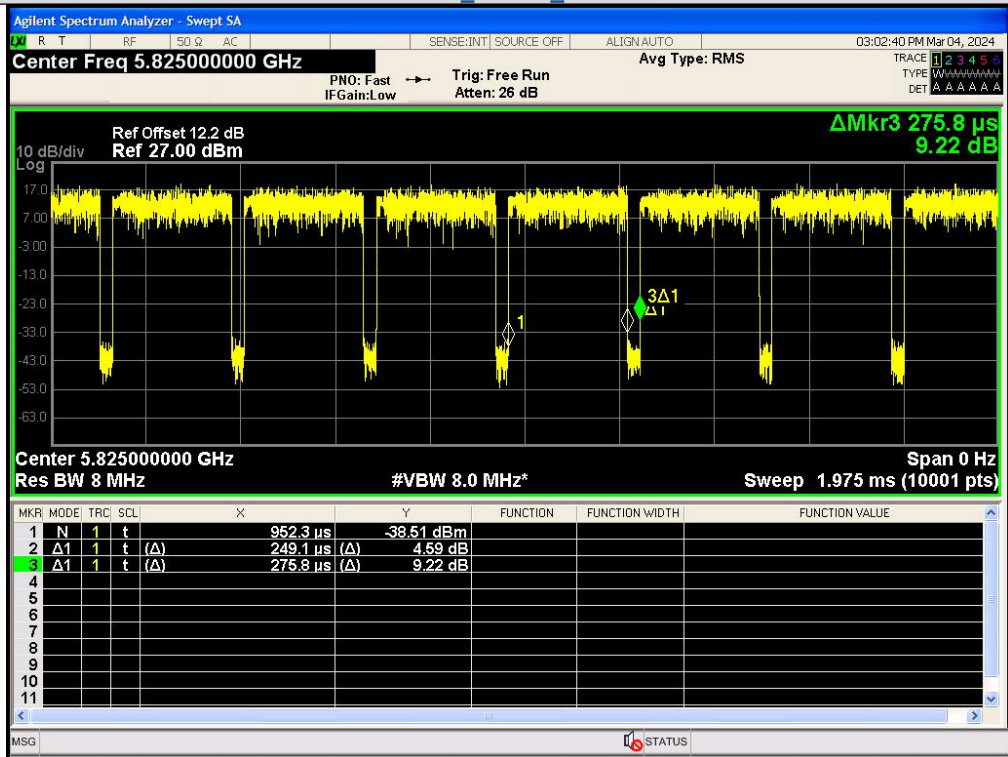 Agilent Spectrum Analyzer - Swept SA
LXI R T RF 50 Ω AC SENSE:INT SOURCE OFF ALIGN AUTO 03:02:40 PM Mar 04, 2024
Center Freq 5.825000000 GHz
PNO: Fast
IFGain:Low
Trig: Free Run
Atten: 26 dB
Avg Type: RMS
TRACE 1 2 3 4 5 6
TYPE WWWWWW
DET A A A A A A
ΔMkr3 275.8 µs
9.22 dB
Ref Offset 12.2 dB
10 dB/div Ref 27.00 dBm
Log
17.0
7.00
-3.00
-13.0
-23.0
-33.0
-43.0
-53.0
-63.0
1
3Δ1
Δ1
Center 5.825000000 GHz Span 0 Hz
Res BW 8 MHz #VBW 8.0 MHz* Sweep 1.975 ms (10001 pts)
MKR MODE TRC SCL X Y FUNCTION FUNCTION WIDTH FUNCTION VALUE
1 N 1 t 952.3 µs -38.51 dBm
2 Δ1 1 t (Δ) 249.1 µs (Δ) 4.59 dB
3 Δ1 1 t (Δ) 275.8 µs (Δ) 9.22 dB
4
5
6
7
8
9
10
11
MSG STATUS